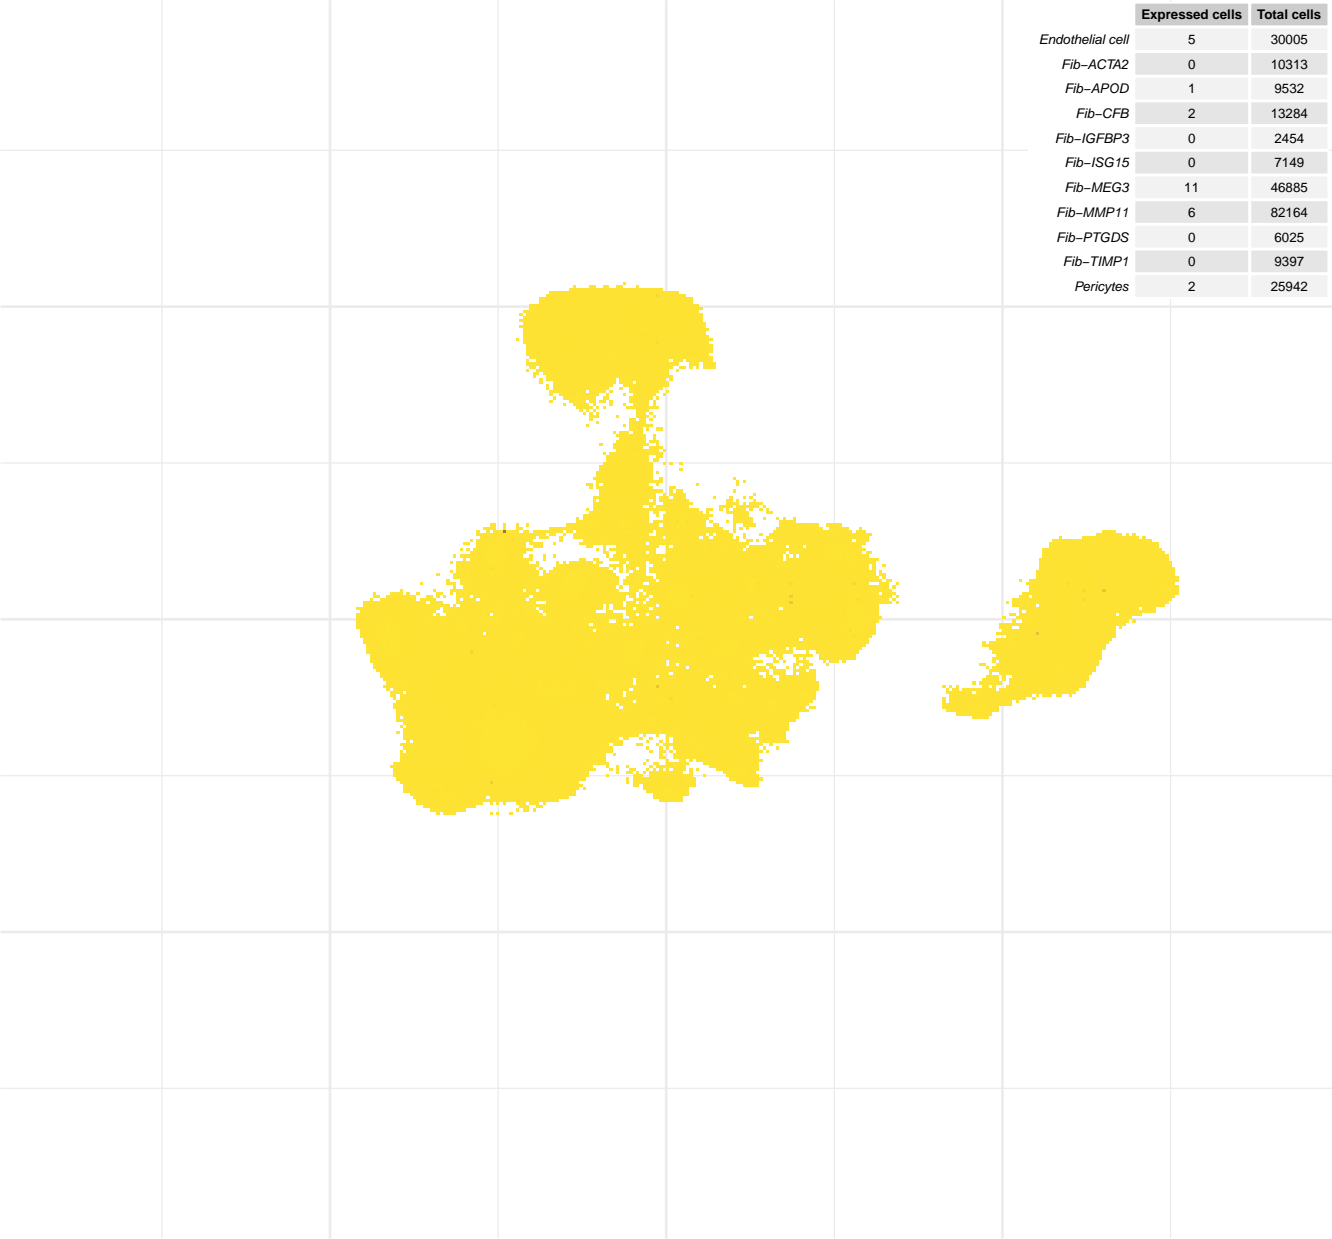 Expressed cells Total cells
Endothelial cell 5 30005
Fib−ACTA2 0 10313
Fib−APOD 1 9532
Fib−CFB 2 13284
Fib−IGFBP3 0 2454
Fib−ISG15 0 7149
Fib−MEG3 11 46885
Fib−MMP11 6 82164
Fib−PTGDS 0 6025
Fib−TIMP1 0 9397
Pericytes 2 25942